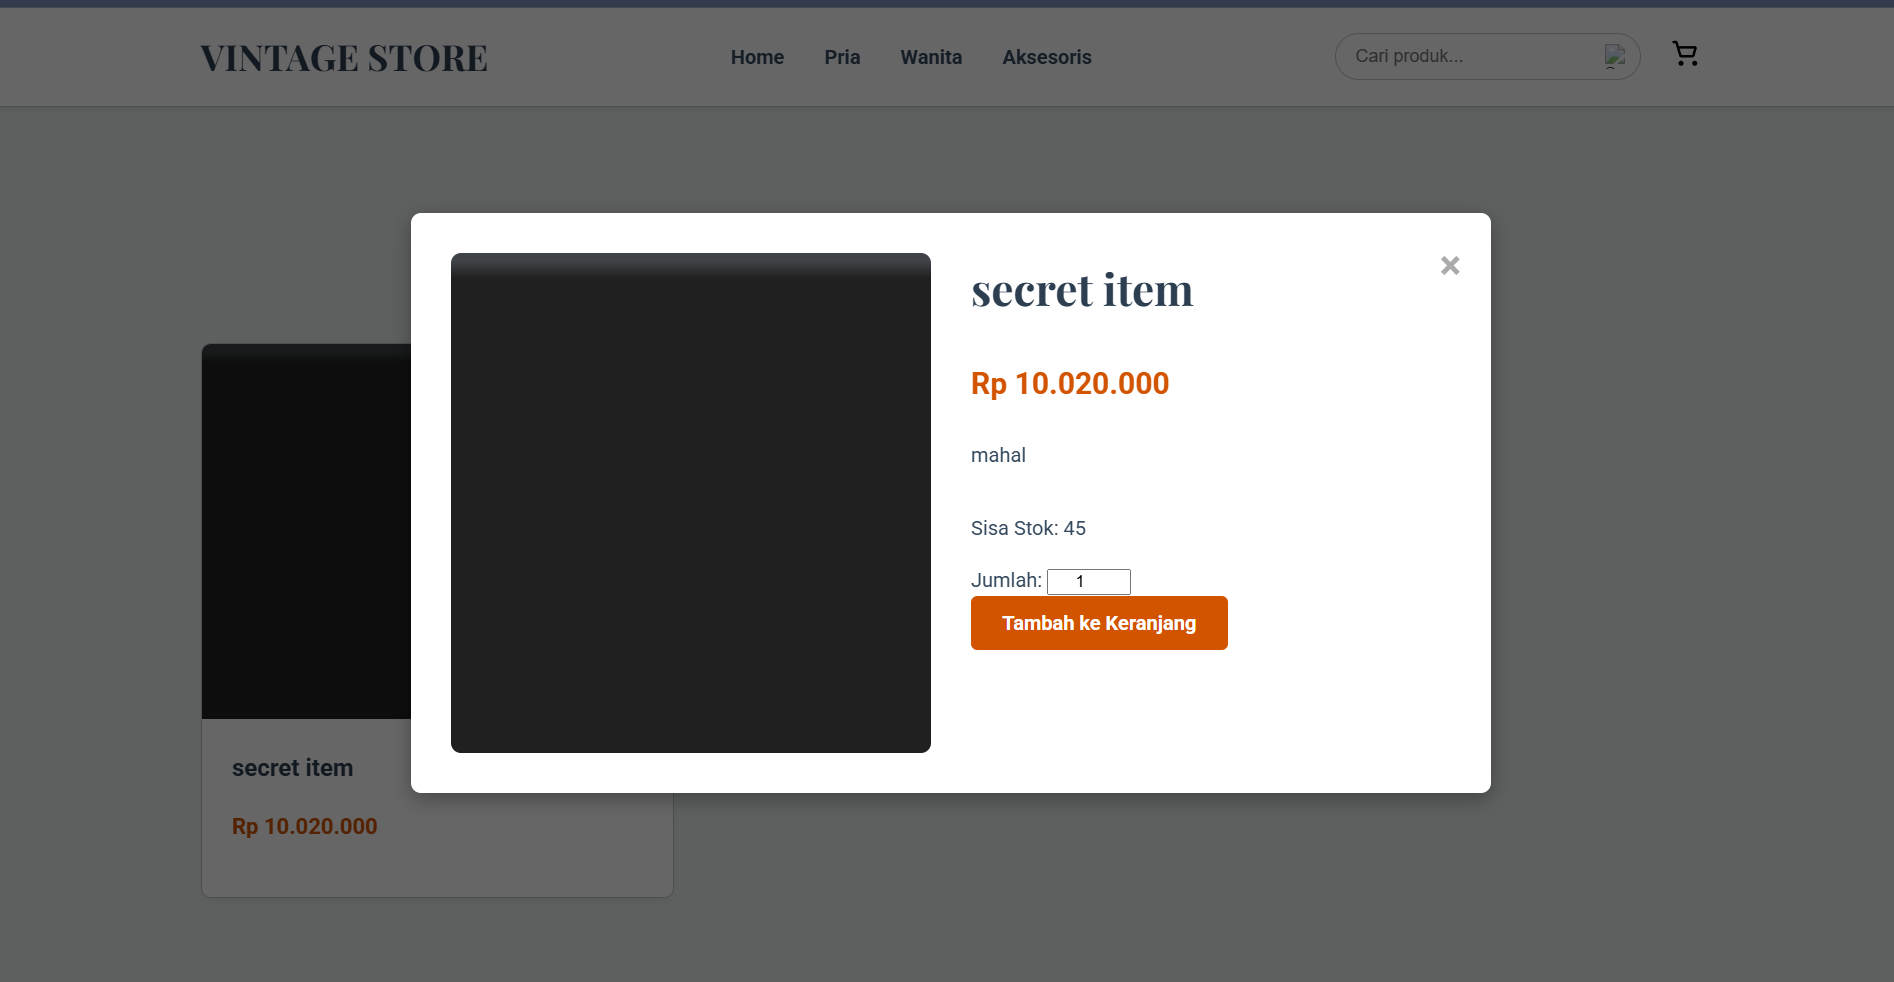 VINTAGE STORE
Home
Pria
Wanita
Aksesoris
Cari produk...
secret item
Rp 10.020.000
mahal
Sisa Stok: 45
Jumlah: 1
Tambah ke Keranjang
secret item
Rp 10.020.000